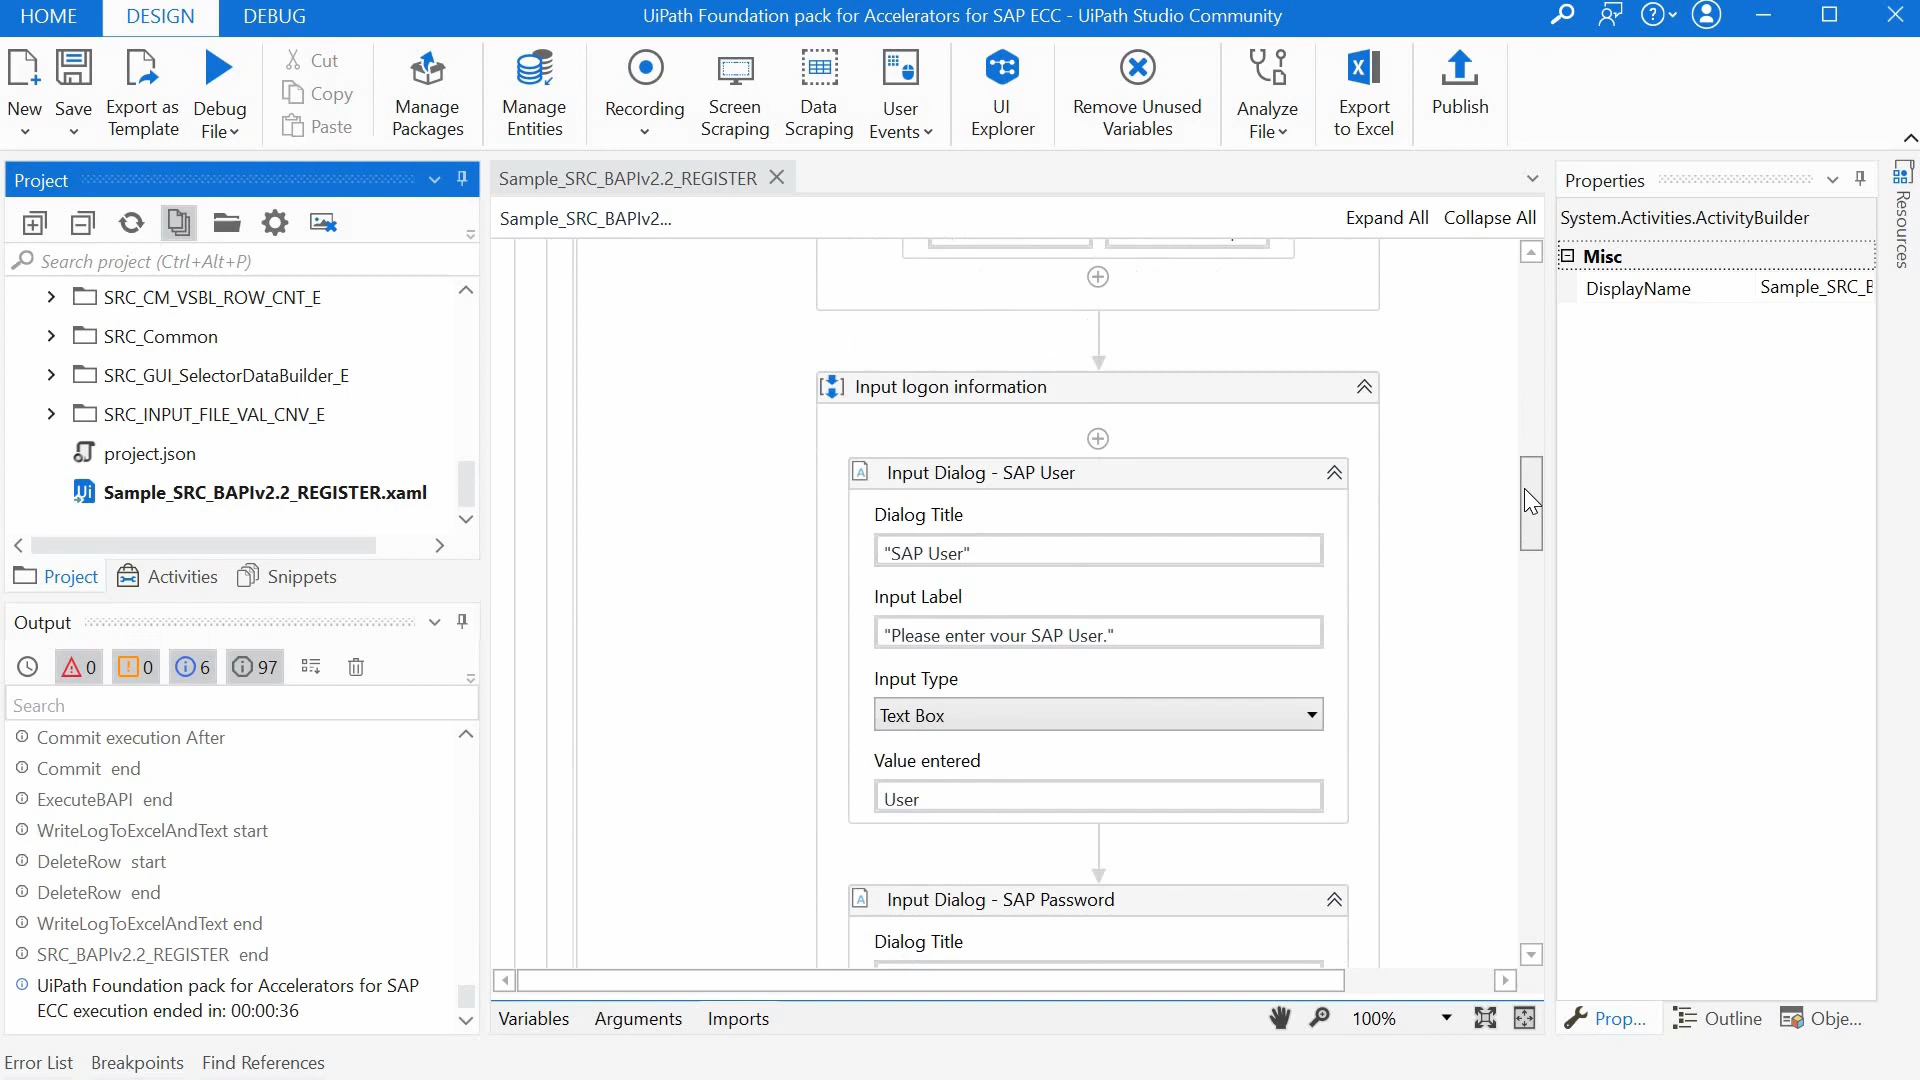 HOME
DESIGN
DEBUG
UiPath Foundation pack for Accelerators for SAP ECC - UiPath Studio Community
New
Save
Export as
Template
Debug
File
Cut
Copy
Paste
Manage
Packages
Manage
Entities
Recording
Screen
Scraping
Data
Scraping
User
Events
UI
Explorer
Remove Unused
Variables
Analyze
File
Export
to Excel
Publish
Project
Search project (Ctrl+Alt+P)
SRC_CM_VSBL_ROW_CNT_E
SRC_Common
SRC_GUI_SelectorDataBuilder_E
SRC_INPUT_FILE_VAL_CNV_E
project.json
Sample_SRC_BAPIv2.2_REGISTER.xaml
Project
Activities
Snippets
Output
0
0
6
97
Search
Commit execution After
Commit end
ExecuteBAPI end
WriteLogToExcelAndText start
DeleteRow start
DeleteRow end
WriteLogToExcelAndText end
SRC_BAPIv2.2_REGISTER end
UiPath Foundation pack for Accelerators for SAP
ECC execution ended in: 00:00:36
Error List
Breakpoints
Find References
Sample_SRC_BAPIv2.2_REGISTER
Sample_SRC_BAPIv2...
Expand All
Collapse All
Input logon information
Input Dialog - SAP User
Dialog Title
"SAP User"
Input Label
"Please enter your SAP User."
Input Type
Text Box
Value entered
User
Input Dialog - SAP Password
Dialog Title
Variables
Arguments
Imports
100%
Properties
System.Activities.ActivityBuilder
Misc
DisplayName
Sample_SRC_B
Prop...
Outline
Obje...
Resources